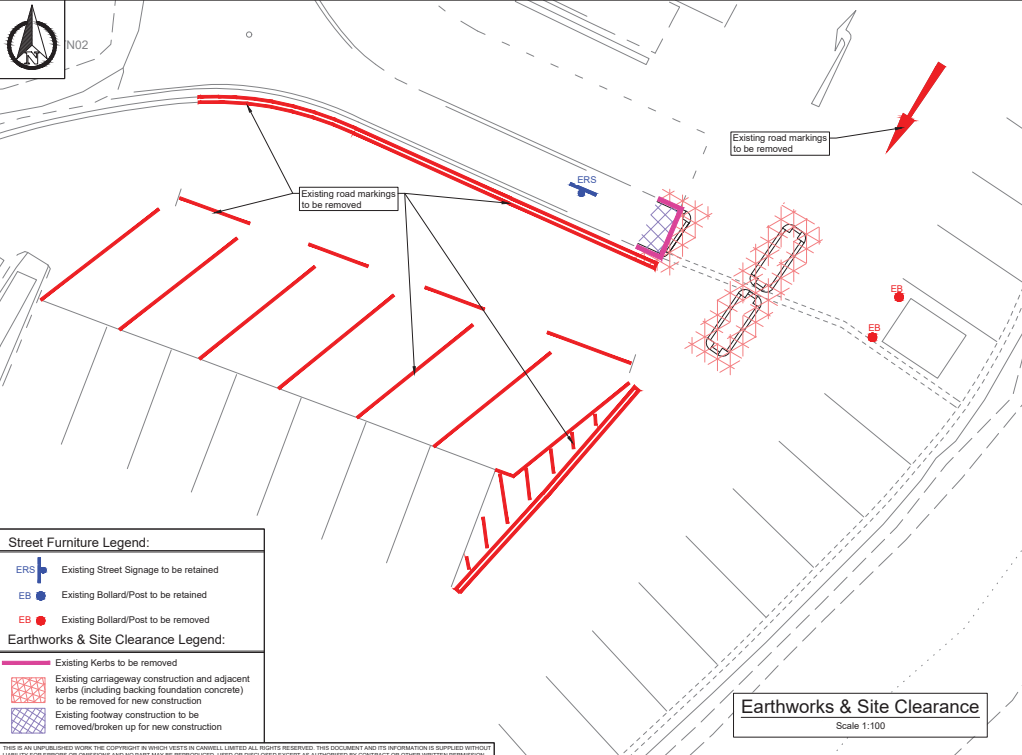 N
N02
Existing road markings
to be removed
ERS
Existing road markings
to be removed
EB
EB
Street Furniture Legend:
ERS Existing Street Signage to be retained
EB Existing Bollard/Post to be retained
EB Existing Bollard/Post to be removed
Earthworks & Site Clearance Legend:
Existing Kerbs to be removed
Existing carriageway construction and adjacent
kerbs (including backing foundation concrete)
to be removed for new construction
Existing footway construction to be
removed/broken up for new construction
Earthworks & Site Clearance
Scale 1:100
THIS IS AN UNPUBLISHED WORK THE COPYRIGHT IN WHICH VESTS IN CANWELL LIMITED ALL RIGHTS RESERVED. THIS DOCUMENT AND ITS INFORMATION IS SUPPLIED WITHOUT